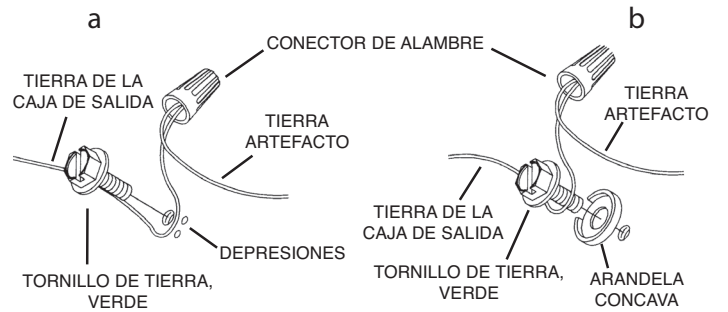 a
b
CONECTOR DE ALAMBRE
TIERRA DE LA
CAJA DE SALIDA
TIERRA
ARTEFACTO
DEPRESIONES
TORNILLO DE TIERRA,
VERDE
TIERRA
ARTEFACTO
TIERRA DE LA
CAJA DE SALIDA
TORNILLO DE TIERRA,
VERDE
ARANDELA
CONCAVA